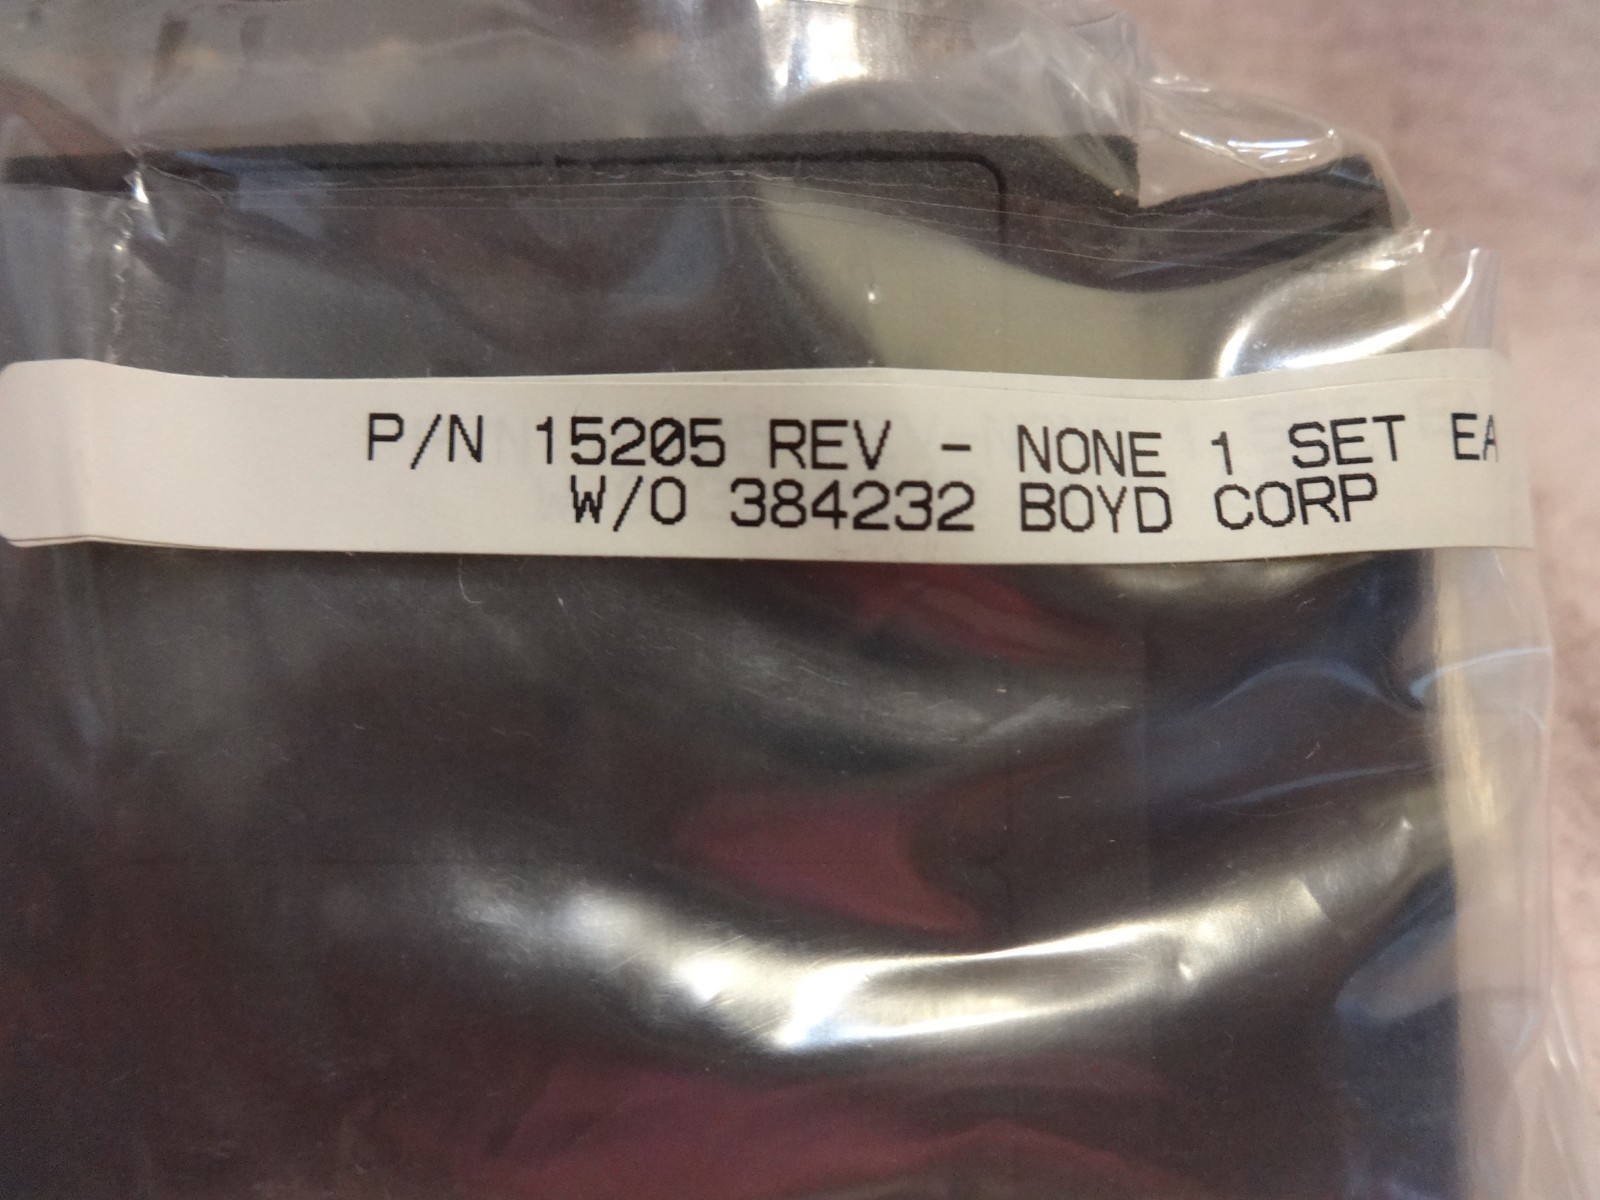 P/N 15205 REV - NONE 1 SET EA
W/O 384232 BOYD CORP